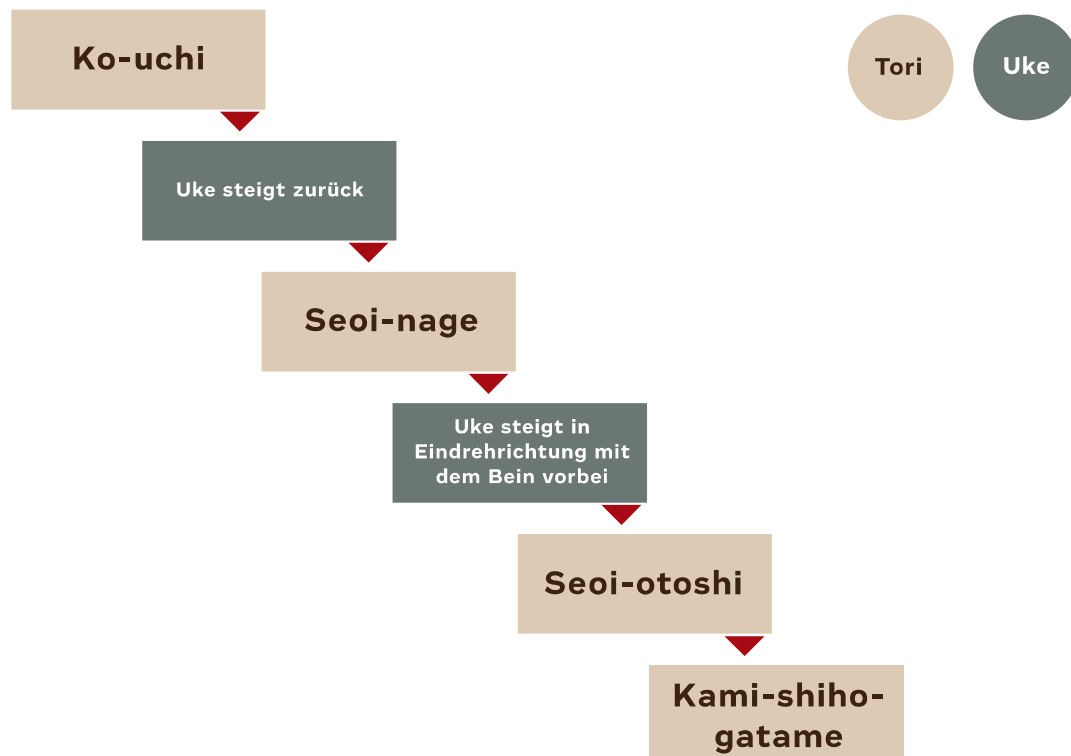 Ko-uchi
Tori
Uke
Uke steigt zurück
Seoi-nage
Uke steigt in
Eindrehrichtung mit
dem Bein vorbei
Seoi-otoshi
Kami-shiho-
gatame